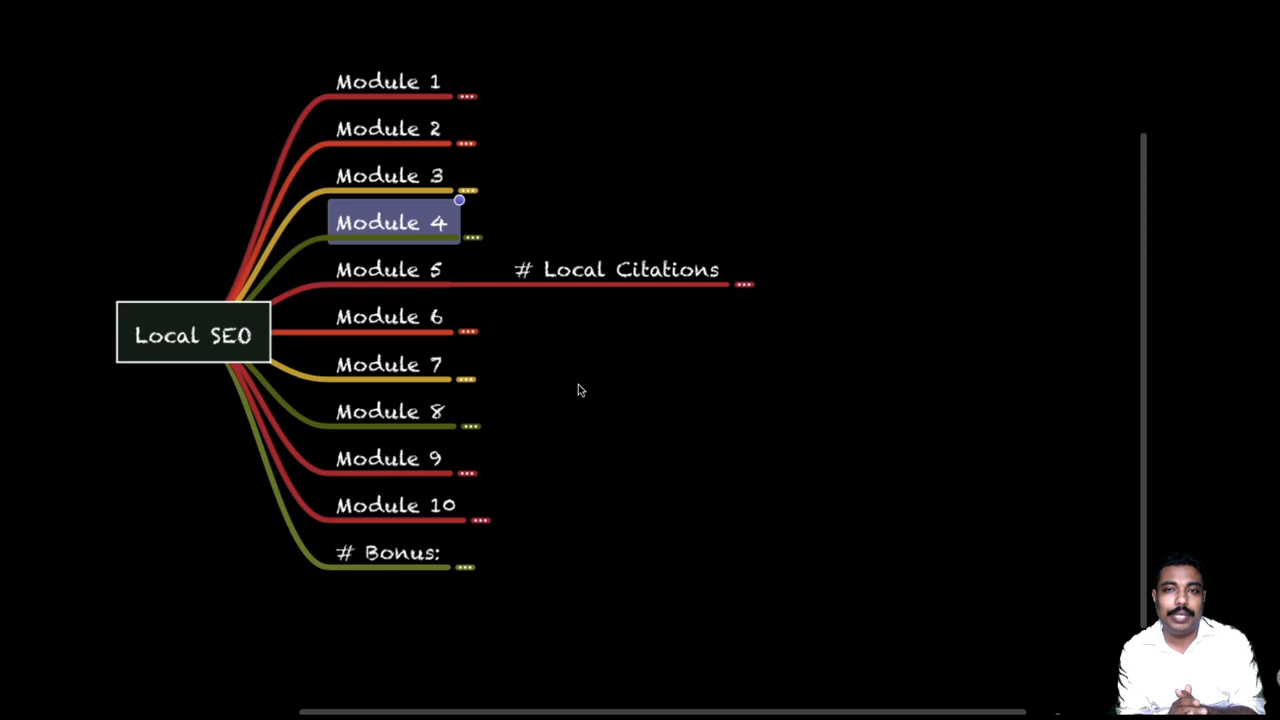 Module 1
Module 2
Module 3
Module 4
Module 5 # Local Citations
Local SEO
Module 6
Module 7
Module 8
Module 9
Module 10
# Bonus: